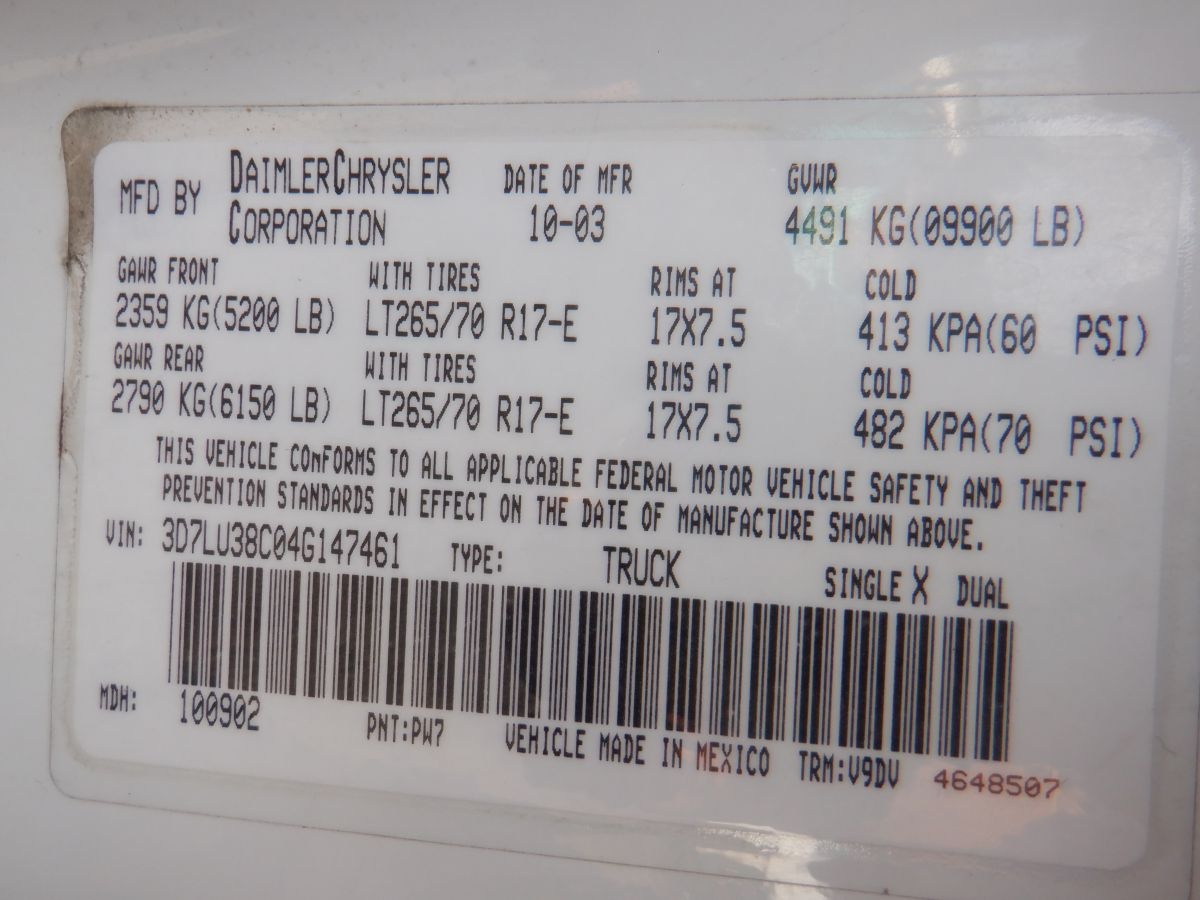 MFD BY DAIMLERCHRYSLER CORPORATION DATE OF MFR 10-03 GVWR 4491 KG(09900 LB)
GAWR FRONT WITH TIRES RIMS AT COLD
2359 KG(5200 LB) LT265/70 R17-E 17X7.5 413 KPA(60 PSI)
GAWR REAR WITH TIRES RIMS AT COLD
2790 KG(6150 LB) LT265/70 R17-E 17X7.5 482 KPA(70 PSI)
THIS VEHICLE CONFORMS TO ALL APPLICABLE FEDERAL MOTOR VEHICLE SAFETY AND THEFT
PREVENTION STANDARDS IN EFFECT ON THE DATE OF MANUFACTURE SHOWN ABOVE.
VIN: 3D7LU38C04G147461 TYPE: TRUCK SINGLE X DUAL
MDH: 100902 PNT:PW7 VEHICLE MADE IN MEXICO TRM:V9DV 4648507